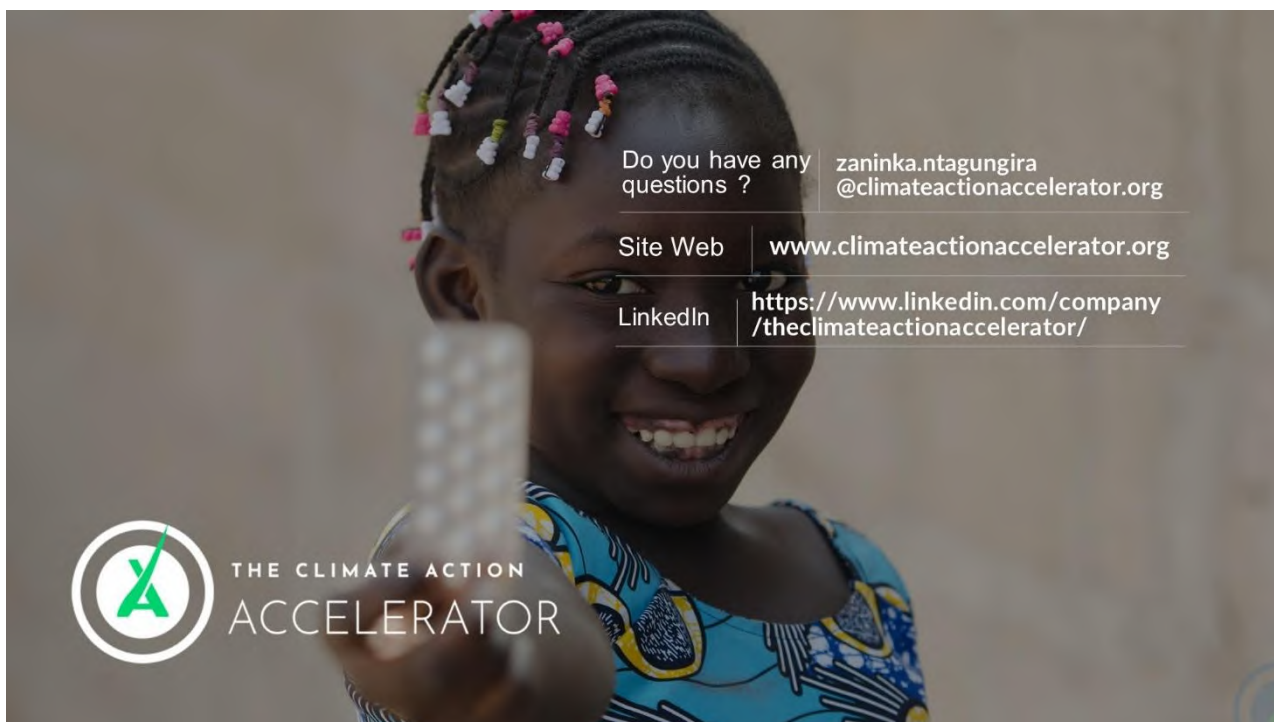 Do you have any
questions ?
zaninka.ntagungira
@climateactionaccelerator.org
Site Web
www.climateactionaccelerator.org
LinkedIn
https://www.linkedin.com/company
/theclimateactionaccelerator/
THE CLIMATE ACTION
ACCELERATOR